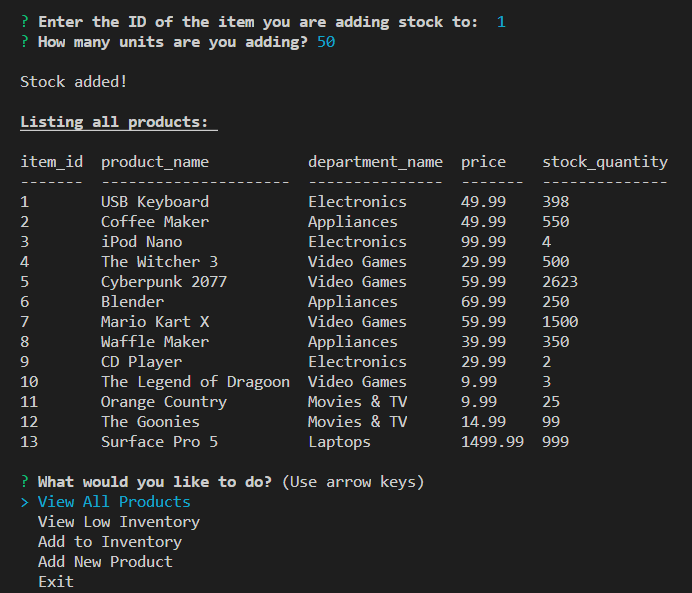 ? Enter the ID of the item you are adding stock to:  1
? How many units are you adding? 50
Stock added!
Listing all products:
item_id  product_name           department_name  price    stock_quantity
-------  ---------------------  ---------------  -------  --------------
1        USB Keyboard           Electronics      49.99    398
2        Coffee Maker           Appliances       49.99    550
3        iPod Nano              Electronics      99.99    4
4        The Witcher 3          Video Games      29.99    500
5        Cyberpunk 2077         Video Games      59.99    2623
6        Blender                Appliances       69.99    250
7        Mario Kart X           Video Games      59.99    1500
8        Waffle Maker           Appliances       39.99    350
9        CD Player              Electronics      29.99    2
10       The Legend of Dragoon  Video Games      9.99     3
11       Orange Country         Movies & TV      9.99     25
12       The Goonies            Movies & TV      14.99    99
13       Surface Pro 5          Laptops          1499.99  999
? What would you like to do? (Use arrow keys)
> View All Products
  View Low Inventory
  Add to Inventory
  Add New Product
  Exit